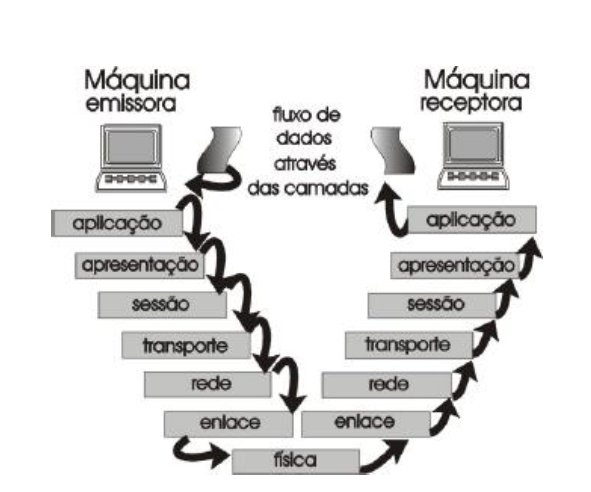 Máquina
emissora
fluxo de
dados
através
das camadas
Máquina
receptora
aplicação
apresentação
sessão
transporte
rede
enlace
física
enlace
rede
transporte
sessão
apresentação
aplicação